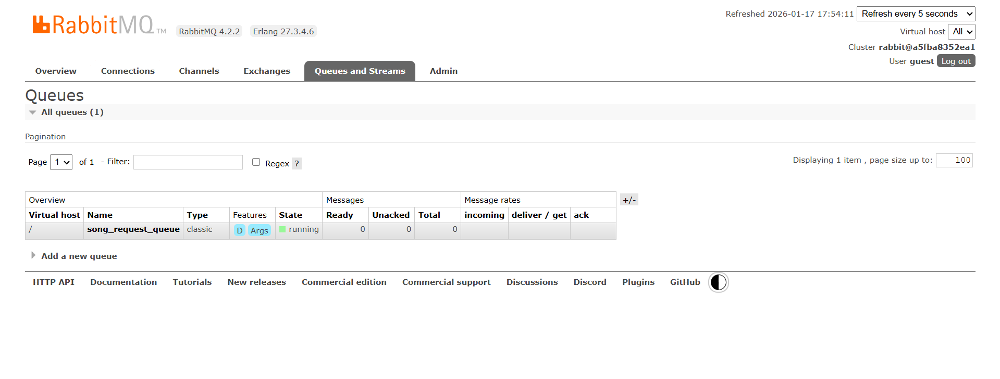 RabbitMQ TM
RabbitMQ 4.2.2 Erlang 27.3.4.6
Refreshed 2026-01-17 17:54:11 Refresh every 5 seconds
Virtual host All
Cluster rabbit@a5fba8352ea1
User guest Log out
Overview Connections Channels Exchanges Queues and Streams Admin
Queues
All queues (1)
Pagination
Page 1 of 1 - Filter: Regex ? Displaying 1 item , page size up to: 100
Overview Messages Message rates +/-
Virtual host Name Type Features State Ready Unacked Total incoming deliver / get ack
/ song_request_queue classic D Args running 0 0 0
Add a new queue
HTTP API Documentation Tutorials New releases Commercial edition Commercial support Discussions Discord Plugins GitHub